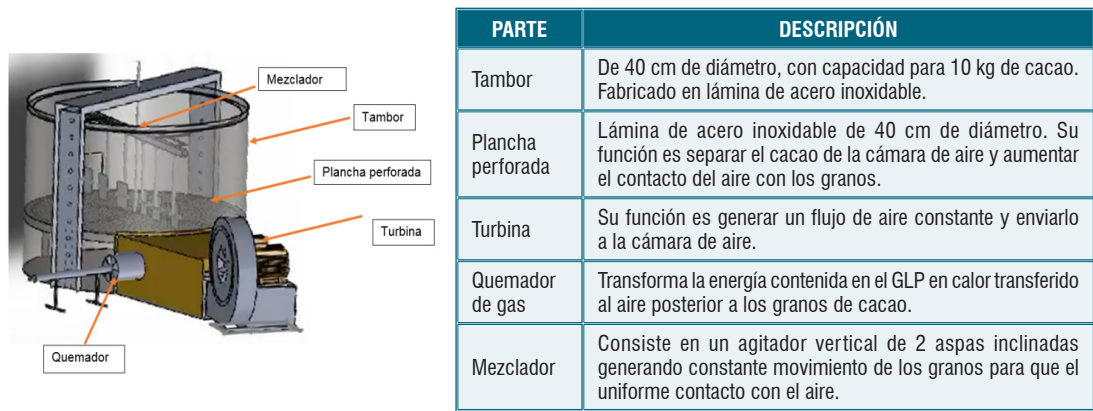 Mezclador
Tambor
Plancha perforada
Turbina
Quemador
PARTE DESCRIPCIÓN
Tambor
De 40 cm de diámetro, con capacidad para 10 kg de cacao.
Fabricado en lámina de acero inoxidable.
Plancha
perforada
Lámina de acero inoxidable de 40 cm de diámetro. Su
función es separar el cacao de la cámara de aire y aumentar
el contacto del aire con los granos.
Turbina
Su función es generar un flujo de aire constante y enviarlo
a la cámara de aire.
Quemador
de gas
Transforma la energía contenida en el GLP en calor transferido
al aire posterior a los granos de cacao.
Mezclador
Consiste en un agitador vertical de 2 aspas inclinadas
generando constante movimiento de los granos para que el
uniforme contacto con el aire.